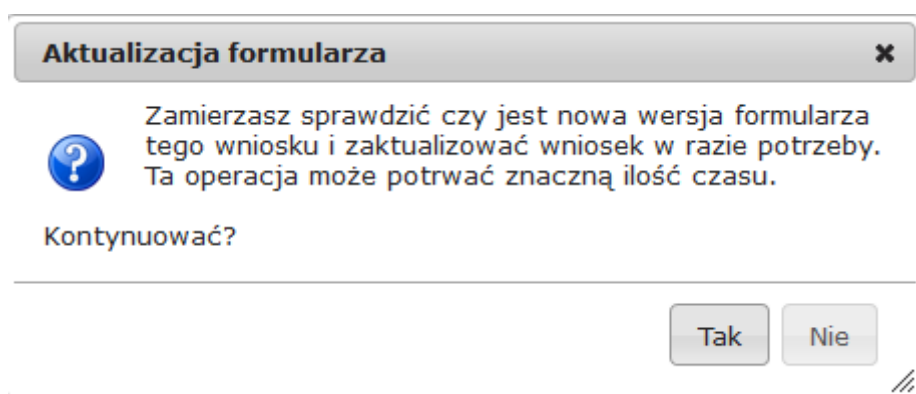 Aktualizacja formularza
Zamierzasz sprawdzić czy jest nowa wersja formularza
tego wniosku i zaktualizować wniosek w razie potrzeby.
Ta operacja może potrwać znaczną ilość czasu.
Kontynuować?
Tak
Nie